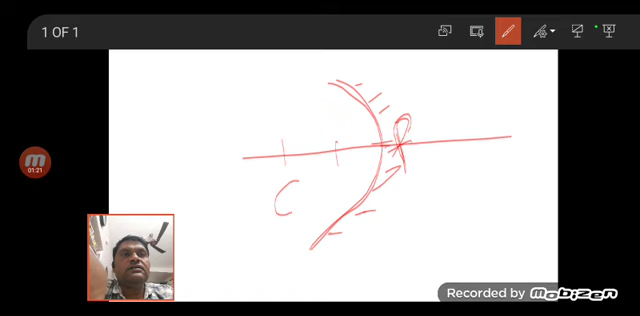 1 OF 1
01:21
P
C
Recorded by
MOBIZEN